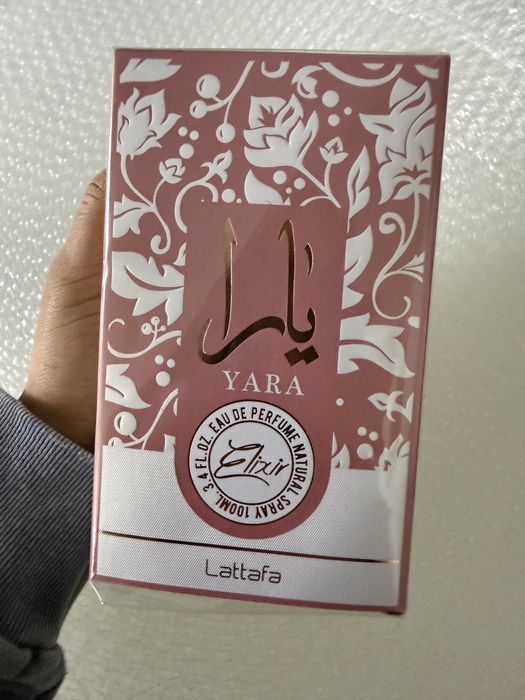 يارا
YARA
EAU DE PERFUME NATURAL SPRAY 100ML, 3.4 FL.OZ.
Elixir
Lattafa